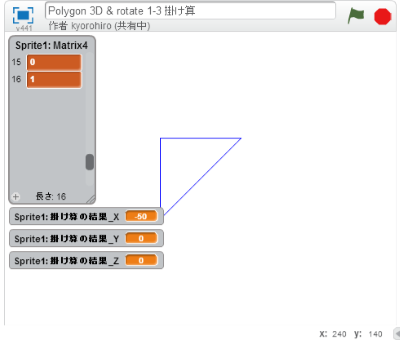 Polygon 3D & rotate 1-3 掛け算
v441
作者 kyorohiro (共有中)
Sprite1: Matrix4
15 0
16 1
+ 長さ: 16
Sprite1: 掛け算の結果_X -50
Sprite1: 掛け算の結果_Y 0
Sprite1: 掛け算の結果_Z 0
x: 240 y: 140